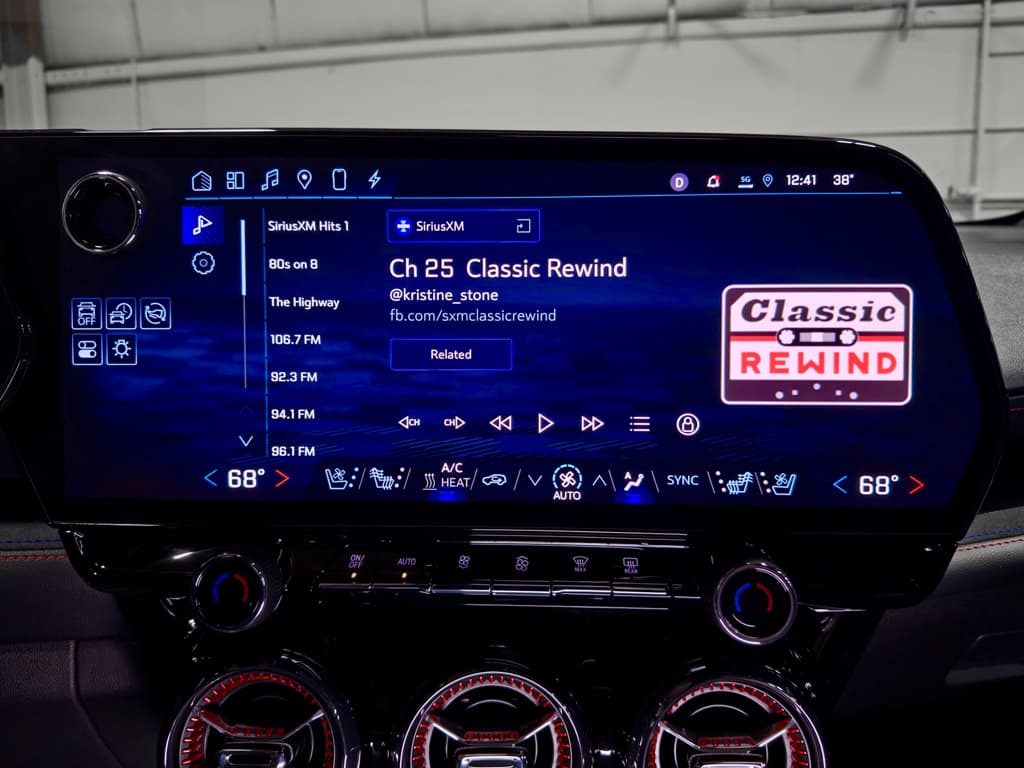 D 5G 12:41 38°
SiriusXM Hits 1
80s on 8
The Highway
106.7 FM
92.3 FM
94.1 FM
96.1 FM
SiriusXM
Ch 25 Classic Rewind
@kristine_stone
fb.com/sxmclassicrewind
Related
Classic
REWIND
OFF
CH CH
68° A/C
HEAT AUTO SYNC 68°
ON/
OFF AUTO MAX REAR